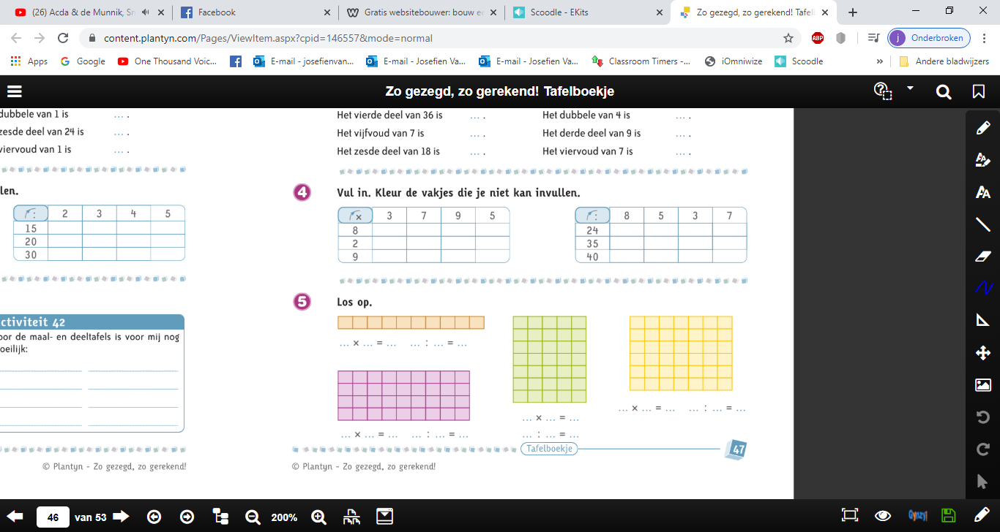 (26) Acda & de Munnik, Sn
Facebook
Gratis websitebouwer: bouw ee
Scoodle - EKits
Zo gezegd, zo gerekend! Tafel
content.plantyn.com/Pages/ViewItem.aspx?cpid=146557&mode=normal
ABP
j Onderbroken
Apps
Google
One Thousand Voic...
E-mail - josefienvan...
E-mail - Josefien Va...
E-mail - Josefien Va...
Classroom Timers -...
iOmniwize
Scoodle
»
Andere bladwijzers
Zo gezegd, zo gerekend! Tafelboekje
dubbele van 1 is ... .
zesde deel van 24 is ... .
viervoud van 1 is ... .
len.
: 2 3 4 5
15
20
30
ctiviteit 42
oor de maal- en deeltafels is voor mij nog
oeilijk:
© Plantyn - Zo gezegd, zo gerekend!
Het vierde deel van 36 is ... . Het dubbele van 4 is ... .
Het vijfvoud van 7 is ... . Het derde deel van 9 is ... .
Het zesde deel van 18 is ... . Het viervoud van 7 is ... .
4 Vul in. Kleur de vakjes die je niet kan invullen.
x 3 7 9 5
8
2
9
: 8 5 3 7
24
35
40
5 Los op.
... × ... = ... ... : ... = ...
... × ... = ... ... : ... = ...
... × ... = ...
... : ... = ...
... × ... = ... ... : ... = ...
Tafelboekje
47
© Plantyn - Zo gezegd, zo gerekend!
46 van 53
200%
Gynzy!